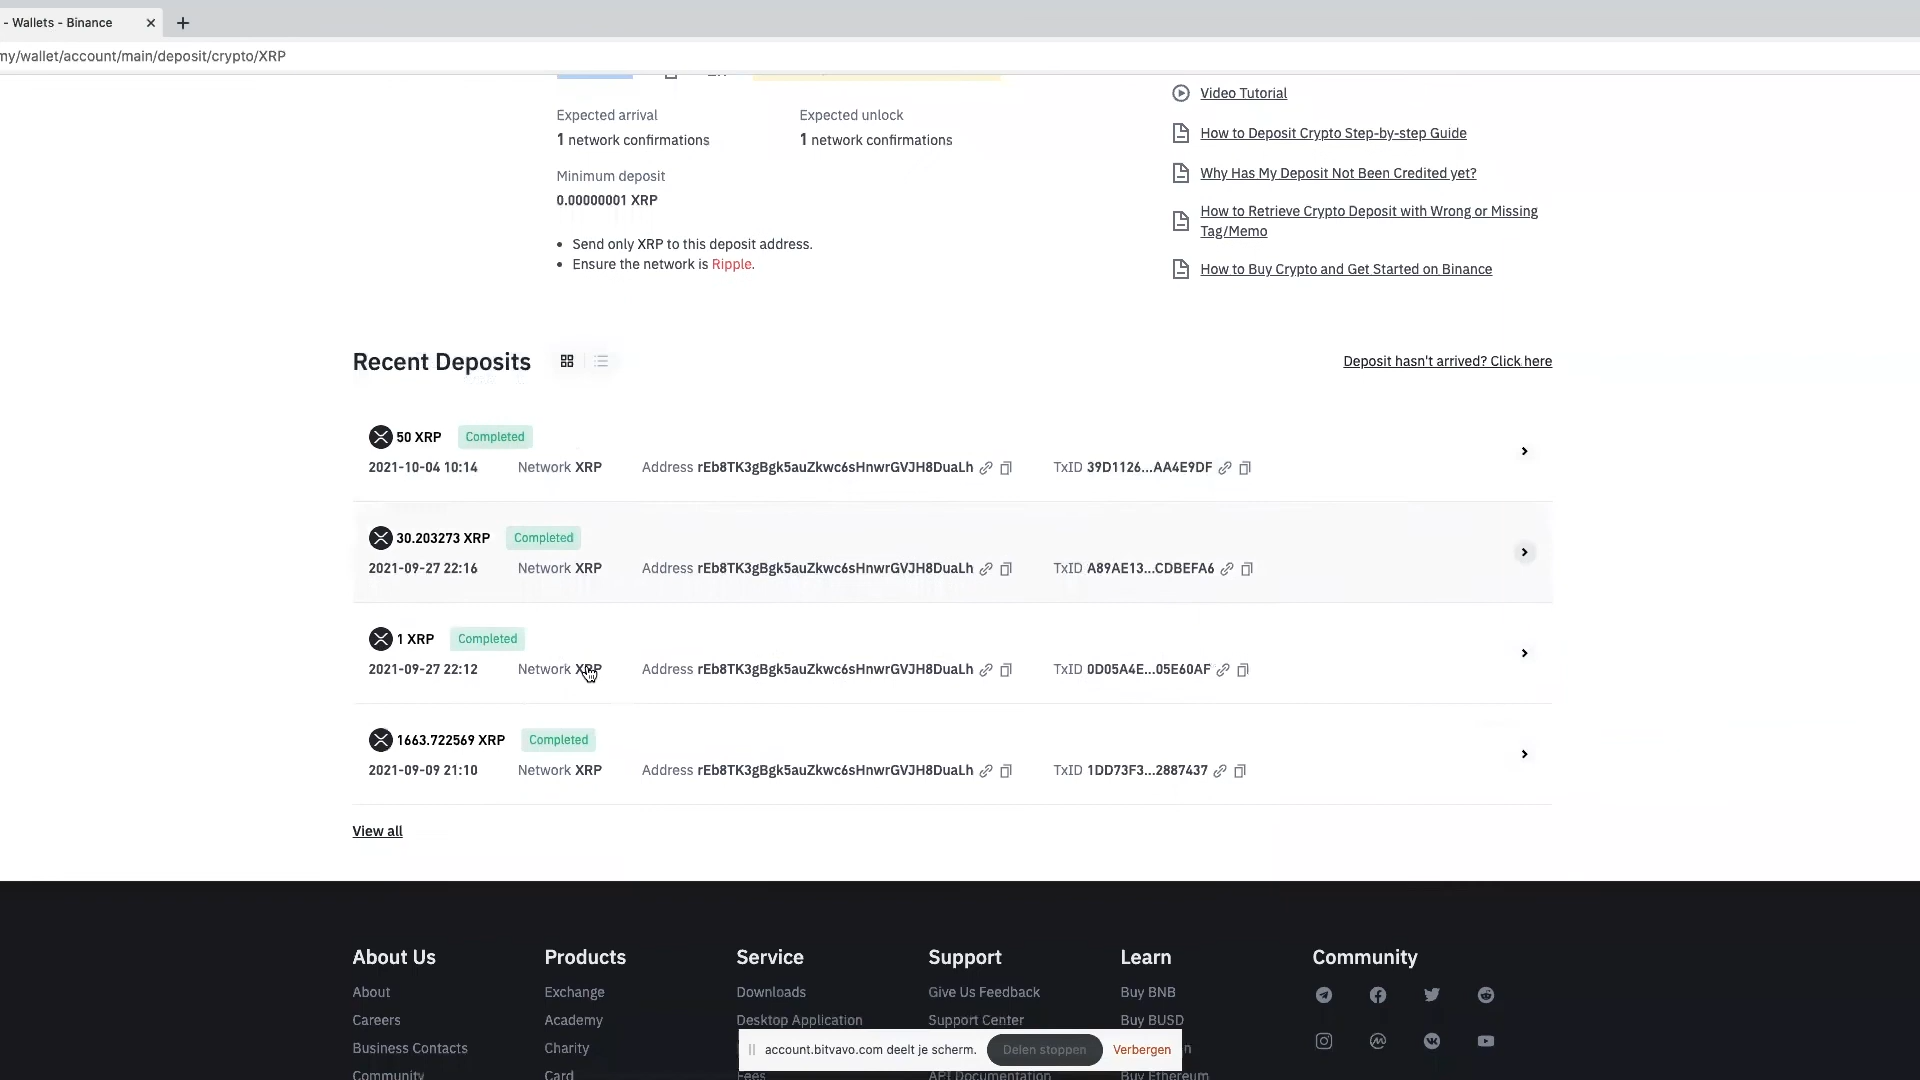 - Wallets - Binance
my/wallet/account/main/deposit/crypto/XRP
Expected arrival
1 network confirmations
Expected unlock
1 network confirmations
Minimum deposit
0.00000001 XRP
• Send only XRP to this deposit address.
• Ensure the network is Ripple.
Video Tutorial
How to Deposit Crypto Step-by-step Guide
Why Has My Deposit Not Been Credited yet?
How to Retrieve Crypto Deposit with Wrong or Missing
Tag/Memo
How to Buy Crypto and Get Started on Binance
Recent Deposits
Deposit hasn't arrived? Click here
50 XRP Completed
2021-10-04 10:14 Network XRP Address rEb8TK3gBgk5auZkwc6sHnwrGVJH8DuaLh TxID 39D1126...AA4E9DF
30.203273 XRP Completed
2021-09-27 22:16 Network XRP Address rEb8TK3gBgk5auZkwc6sHnwrGVJH8DuaLh TxID A89AE13...CDBEFA6
1 XRP Completed
2021-09-27 22:12 Network XRP Address rEb8TK3gBgk5auZkwc6sHnwrGVJH8DuaLh TxID 0D05A4E...05E60AF
1663.722569 XRP Completed
2021-09-09 21:10 Network XRP Address rEb8TK3gBgk5auZkwc6sHnwrGVJH8DuaLh TxID 1DD73F3...2887437
View all
About Us
About
Careers
Business Contacts
Community
Products
Exchange
Academy
Charity
Card
Service
Downloads
Desktop Application
Fees
Support
Give Us Feedback
Support Center
API Documentation
Learn
Buy BNB
Buy BUSD
Buy Ethereum
Community
account.bitvavo.com deelt je scherm. Delen stoppen Verbergen